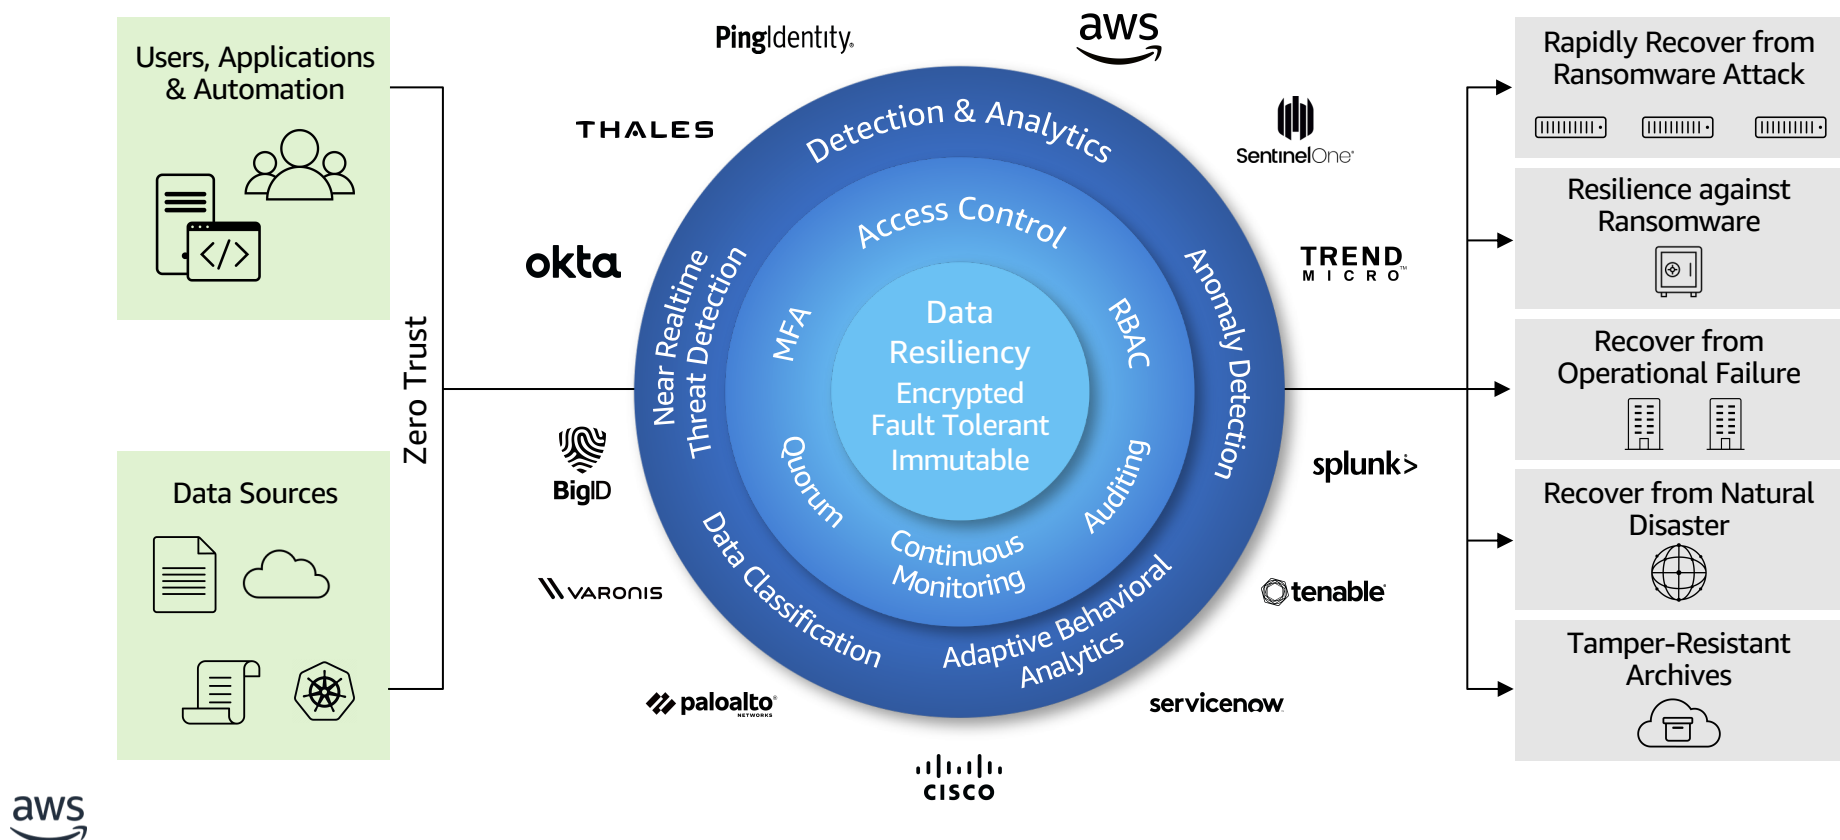 Users, Applications
& Automation
</>
Data Sources
Zero Trust
PingIdentity.
aws
THALES
SentinelOne
okta
TREND
MICRO™
BigID
splunk>
VARONIS
tenable
paloalto
NETWORKS
servicenow
CISCO
Detection & Analytics
Near Realtime
Threat Detection
Anomaly Detection
Data Classification
Adaptive Behavioral
Analytics
Access Control
MFA
RBAC
Quorum
Auditing
Continuous
Monitoring
Data
Resiliency
Encrypted
Fault Tolerant
Immutable
Rapidly Recover from
Ransomware Attack
Resilience against
Ransomware
Recover from
Operational Failure
Recover from Natural
Disaster
Tamper-Resistant
Archives
aws